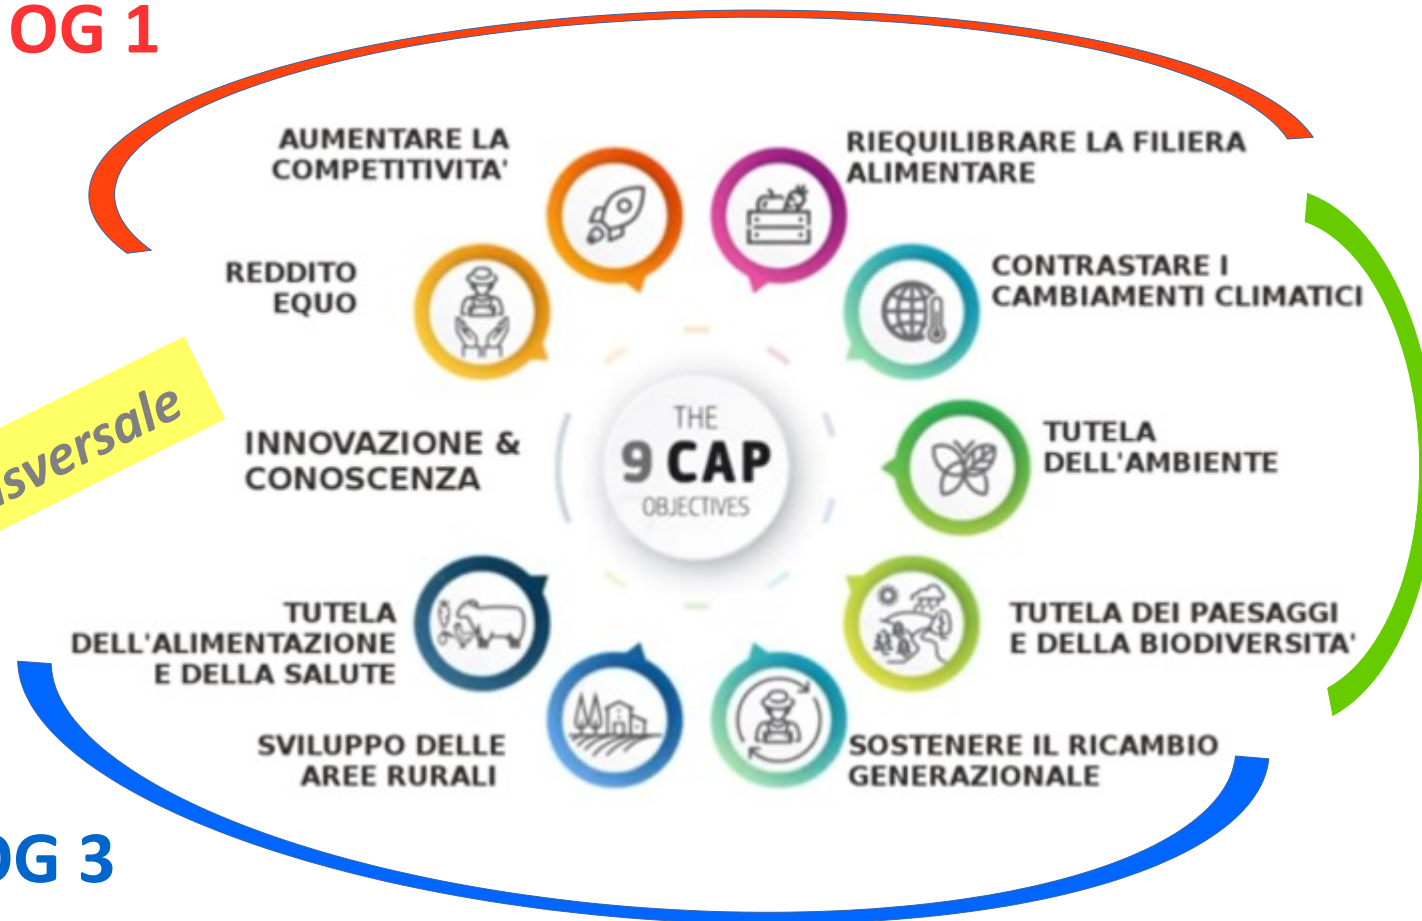 OG 1
AUMENTARE LA
COMPETITIVITA'
RIEQUILIBRARE LA FILIERA
ALIMENTARE
REDDITO
EQUO
CONTRASTARE I
CAMBIAMENTI CLIMATICI
sversale
INNOVAZIONE &
CONOSCENZA
THE
9 CAP
OBJECTIVES
TUTELA
DELL'AMBIENTE
TUTELA
DELL'ALIMENTAZIONE
E DELLA SALUTE
TUTELA DEI PAESAGGI
E DELLA BIODIVERSITA'
SVILUPPO DELLE
AREE RURALI
SOSTENERE IL RICAMBIO
GENERAZIONALE
OG 3